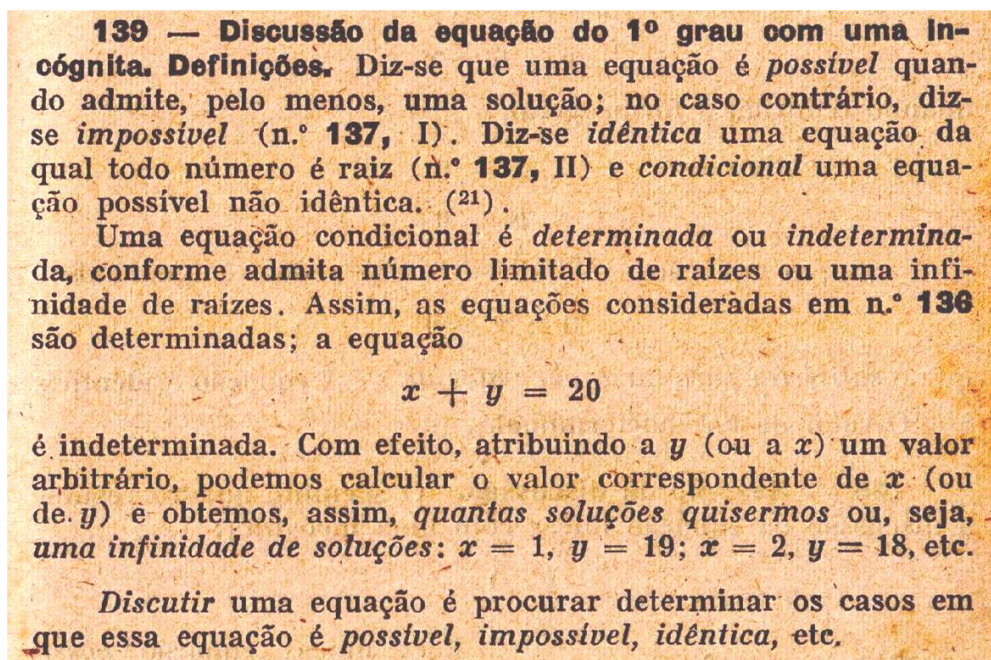 139 — Discussão da equação do 1º grau com uma in-
cógnita. Definições. Diz-se que uma equação é possível quan-
do admite, pelo menos, uma solução; no caso contrário, diz-
se impossível (n.º 137, I). Diz-se idêntica uma equação da
qual todo número é raiz (n.º 137, II) e condicional uma equa-
ção possível não idêntica. (²¹).
Uma equação condicional é determinada ou indetermina-
da, conforme admita número limitado de raízes ou uma infi-
nidade de raízes. Assim, as equações consideradas em n.º 136
são determinadas; a equação
x + y = 20
é indeterminada. Com efeito, atribuindo a y (ou a x) um valor
arbitrário, podemos calcular o valor correspondente de x (ou
de y) e obtemos, assim, quantas soluções quisermos ou, seja,
uma infinidade de soluções: x = 1, y = 19; x = 2, y = 18, etc.
Discutir uma equação é procurar determinar os casos em
que essa equação é possível, impossível, idêntica, etc.